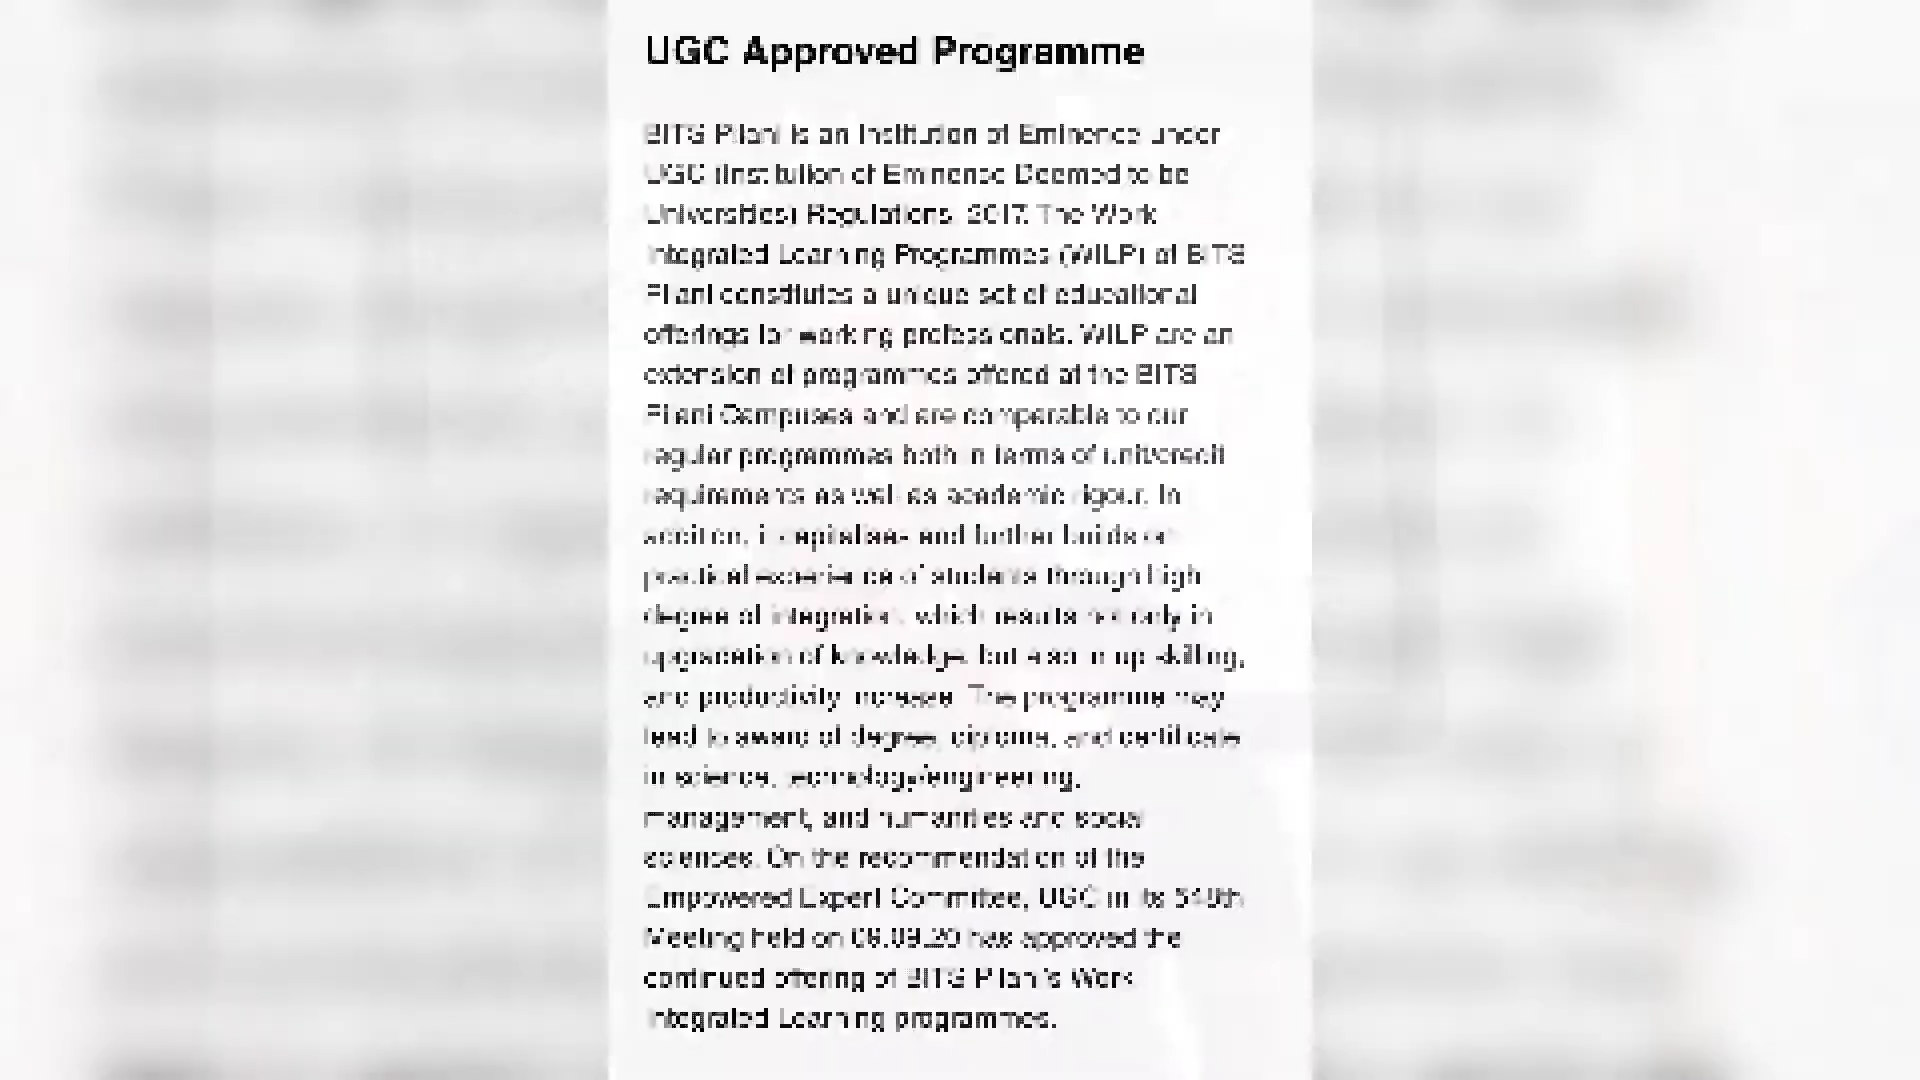 UGC Approved Programme
BITS Pilani is an Institution of Eminence under
UGC (Institution of Eminence Deemed to be
Universities) Regulations, 2017. The Work
Integrated Learning Programmes (WILP) of BITS
Pilani constitutes a unique set of educational
offerings for working professionals. WILP are an
extension of programmes offered at the BITS
Pilani Campuses and are comparable to our
regular programmes both in terms of unit/credit
requirements as well as academic rigour. In
addition, it capitalises and further builds on
practical experience of students through high
degree of integration, which results not only in
upgradation of knowledge, but also in up skilling,
and productivity increase. The programme may
lead to award of degree, diploma, and certificate
in science, technology/engineering,
management, and humanities and social
sciences. On the recommendation of the
Empowered Expert Committee, UGC in its
Meeting held on 09.09.20 has approved the
continued offering of BITS Pilani's Work
Integrated Learning programmes.